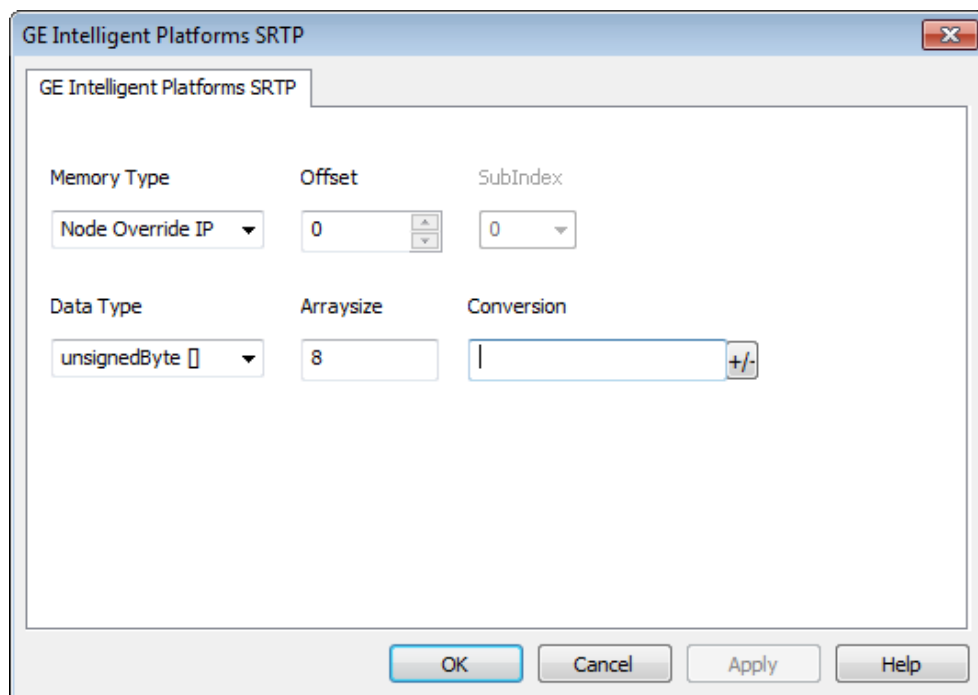 GE Intelligent Platforms SRTP
GE Intelligent Platforms SRTP
Memory Type Offset SubIndex
Node Override IP 0 0
Data Type Arraysize Conversion
unsignedByte [] 8 +/-
OK Cancel Apply Help